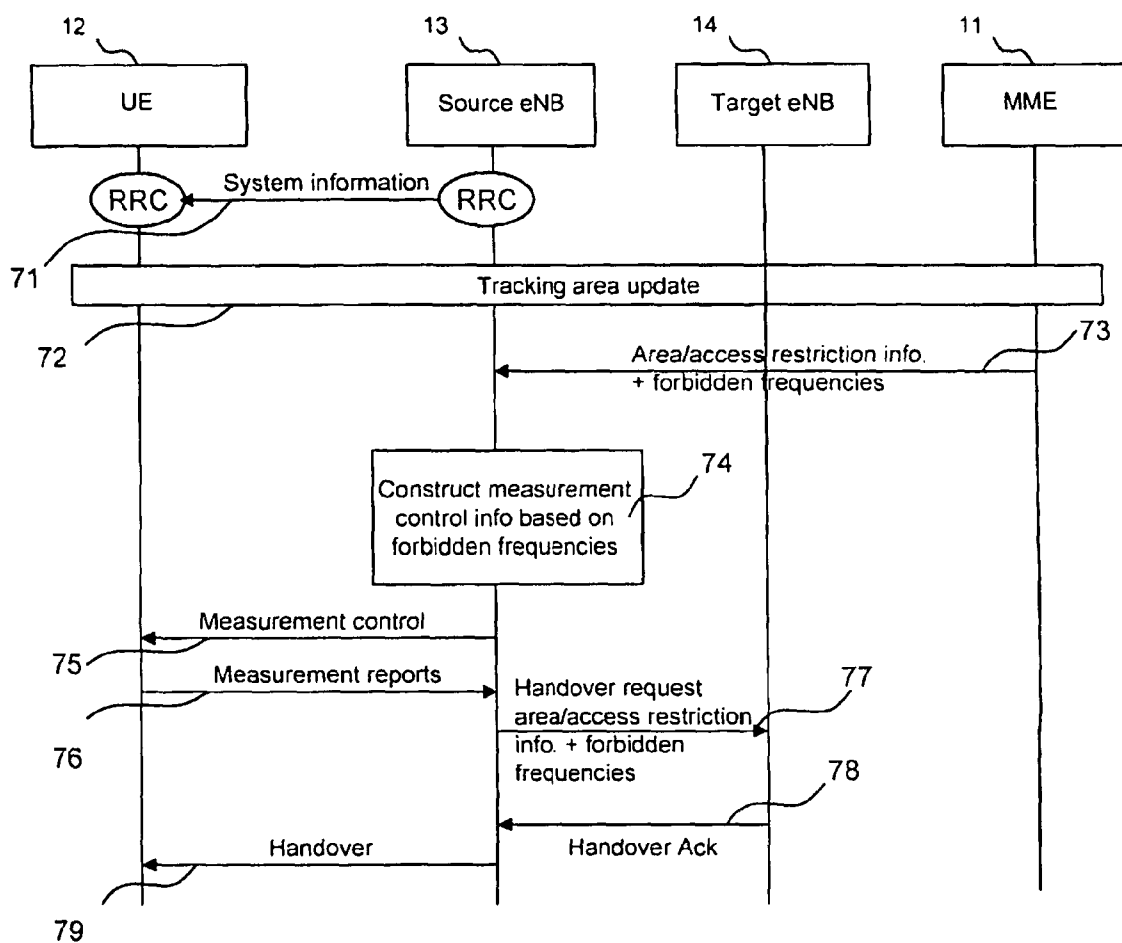 12
13
14
11
UE
Source eNB
Target eNB
MME
RRC
System information
RRC
71
Tracking area update
72
73
Area/access restriction info.
+ forbidden frequencies
74
Construct measurement
control info based on
forbidden frequencies
Measurement control
75
Measurement reports
76
Handover request
area/access restriction
info. + forbidden
frequencies
77
78
Handover Ack
Handover
79